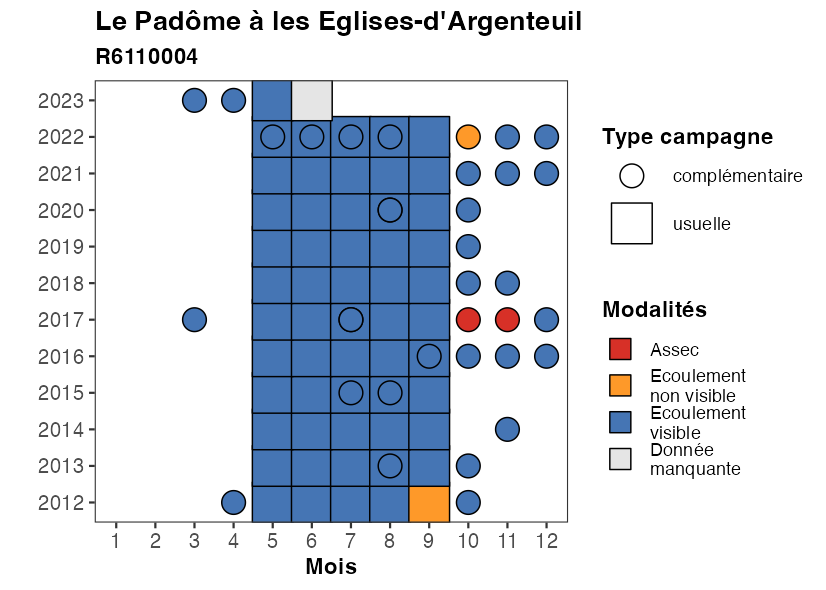 Le Padôme à les Eglises-d'Argenteuil
R6110004
2023
2022
2021
2020
2019
2018
2017
2016
2015
2014
2013
2012
1 2 3 4 5 6 7 8 9 10 11 12
Mois
Type campagne
complémentaire
usuelle
Modalités
Assec
Ecoulement
non visible
Ecoulement
visible
Donnée
manquante